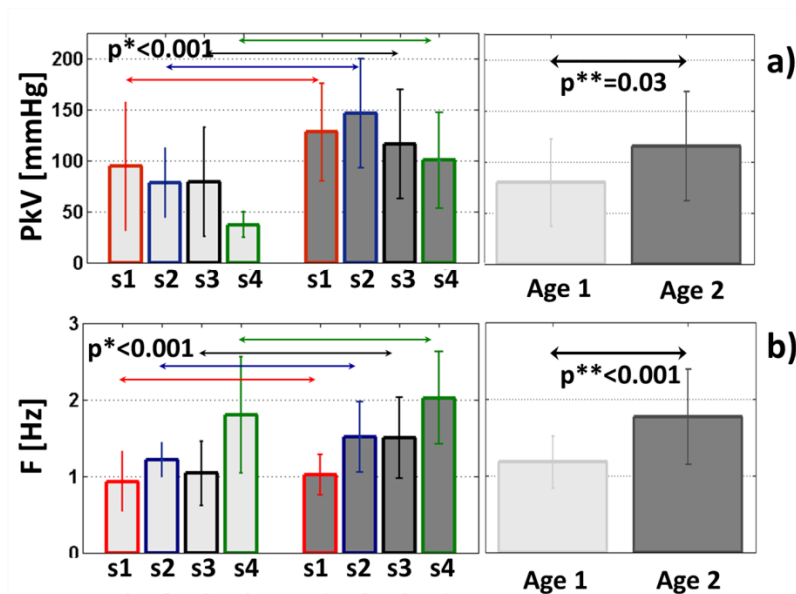 p*<0.001
p**=0.03
a)
PkV [mmHg]
200
150
100
50
0
s1 s2 s3 s4 s1 s2 s3 s4
Age 1 Age 2
p*<0.001
p**<0.001
b)
F [Hz]
3
2
1
0
s1 s2 s3 s4 s1 s2 s3 s4
Age 1 Age 2